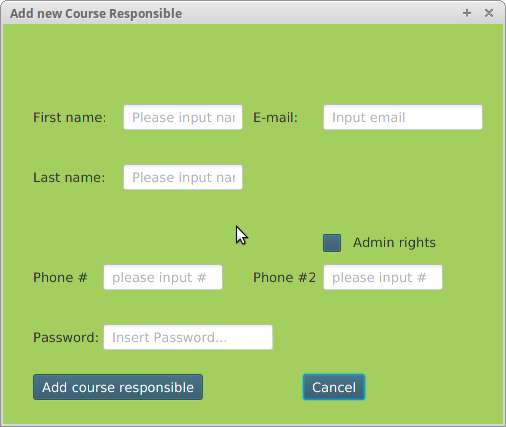 Add new Course Responsible
First name: Please input nar E-mail: Input email
Last name: Please input nar
Admin rights
Phone # please input # Phone #2 please input #
Password: Insert Password...
Add course responsible Cancel